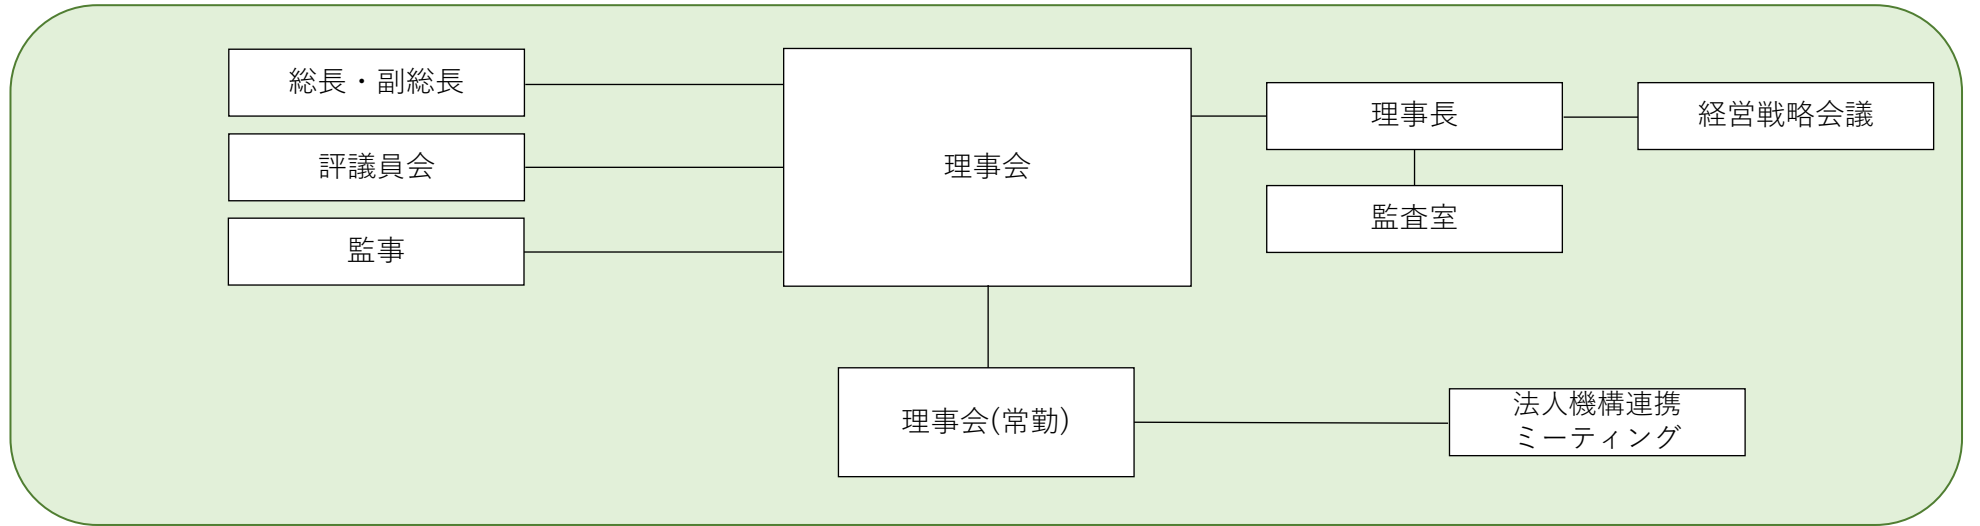 総長・副総長
評議員会
監事
理事会
理事長
経営戦略会議
監査室
理事会(常勤)
法人機構連携
ミーティング